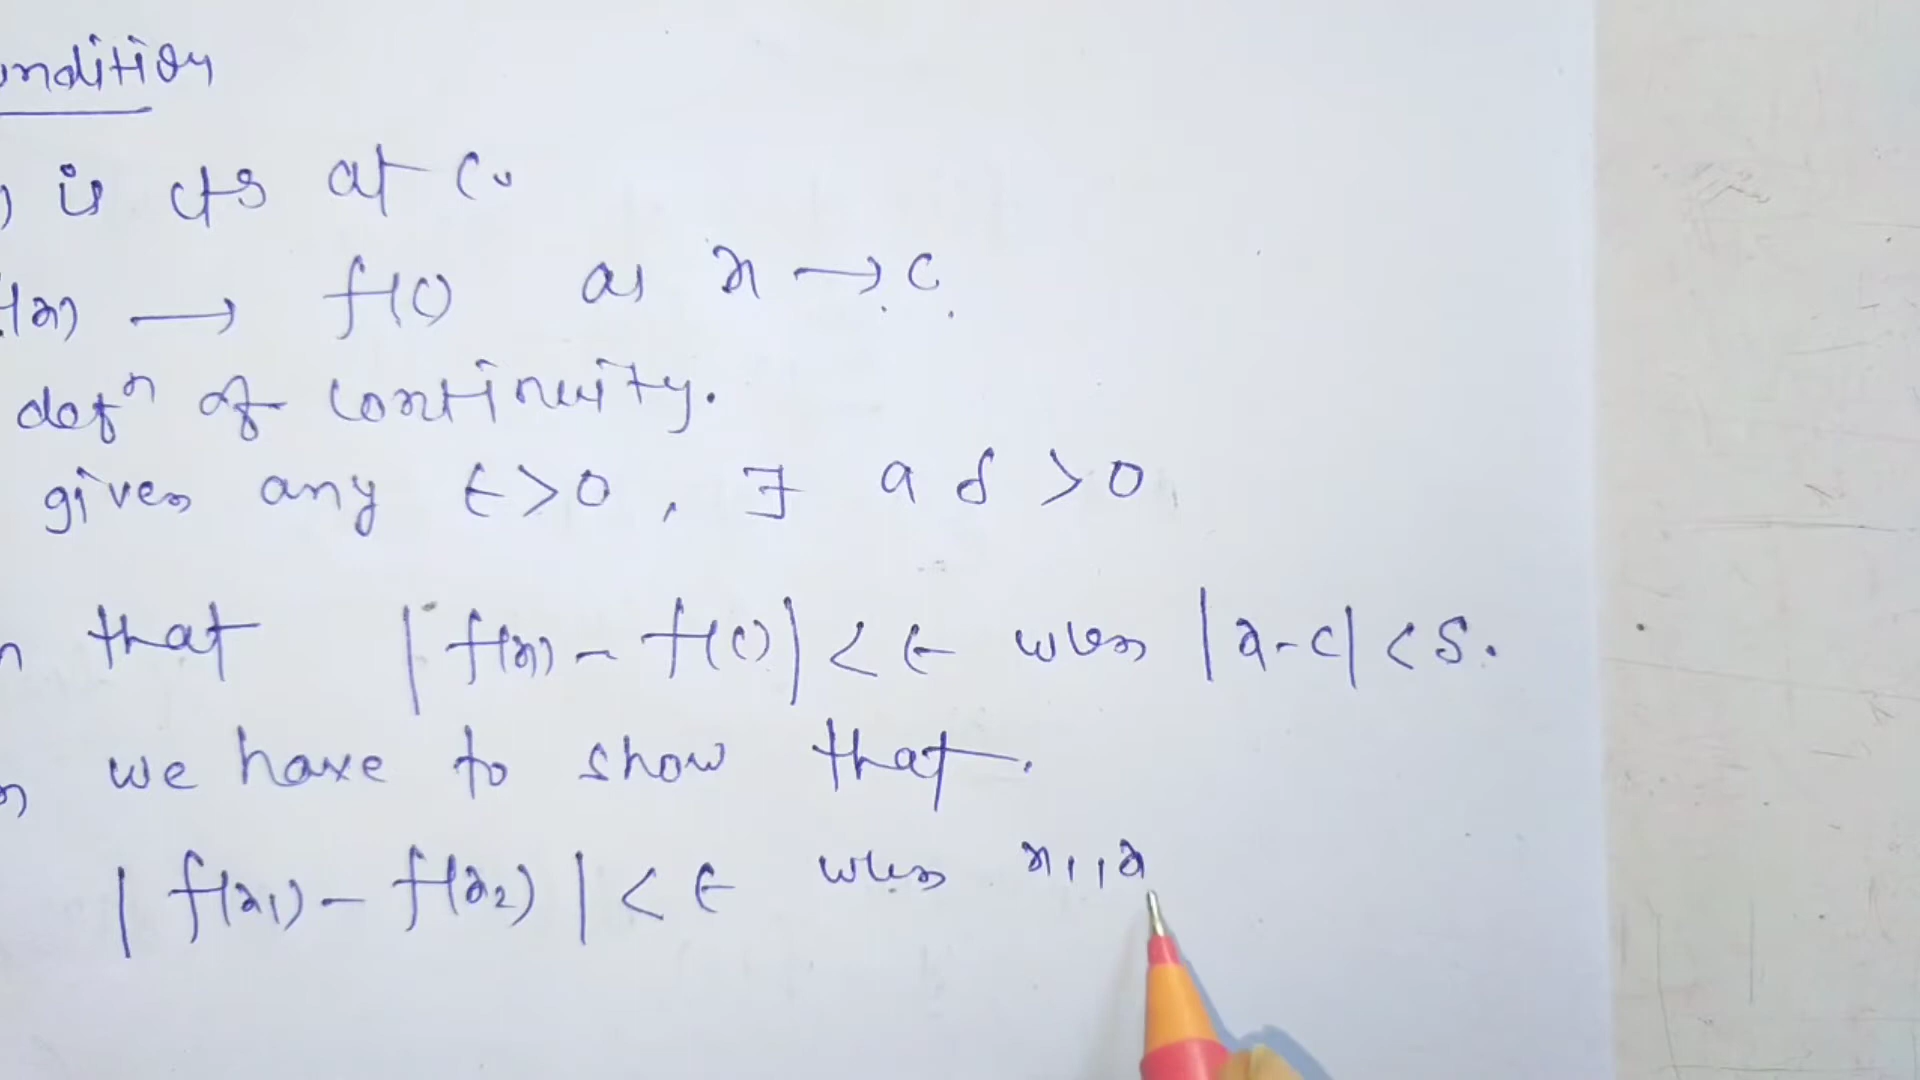 ondition
) is cts at c.
f(x) → f(c) as x → c.
defⁿ of continuity.
given any ε>0, ∃ a δ >0
n that |f(x) - f(c)| < ε when |x-c| < δ.
n we have to show that.
|f(x₁) - f(x₂)| < ε when x₁,x